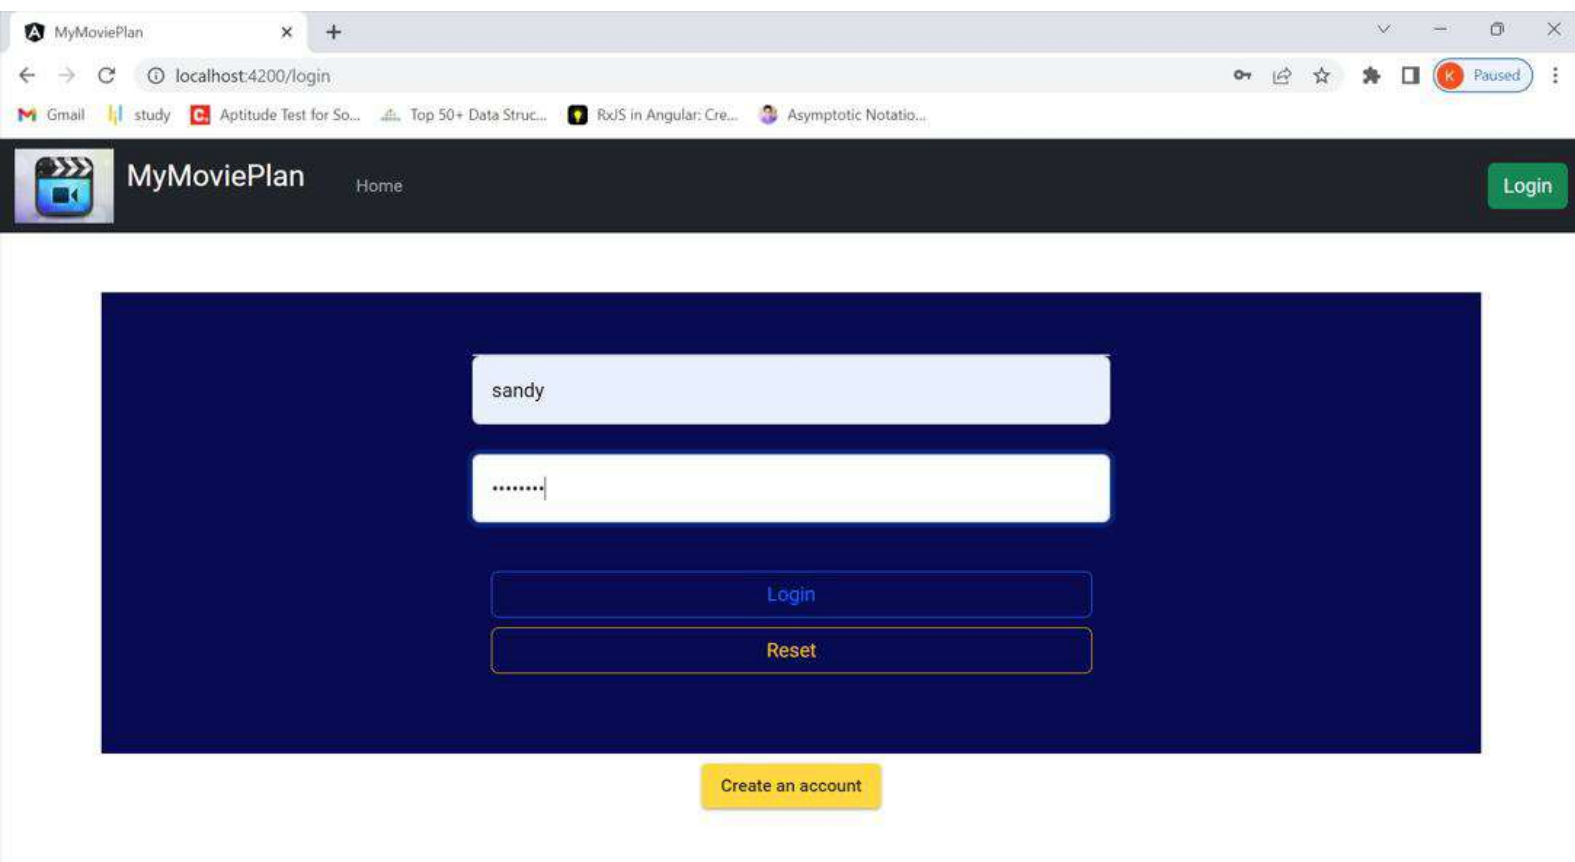 MyMoviePlan
localhost:4200/login
K Paused
Gmail study C. Aptitude Test for So... Top 50+ Data Struc... RxJS in Angular: Cre... Asymptotic Notatio...
MyMoviePlan Home Login
sandy
••••••••
Login
Reset
Create an account